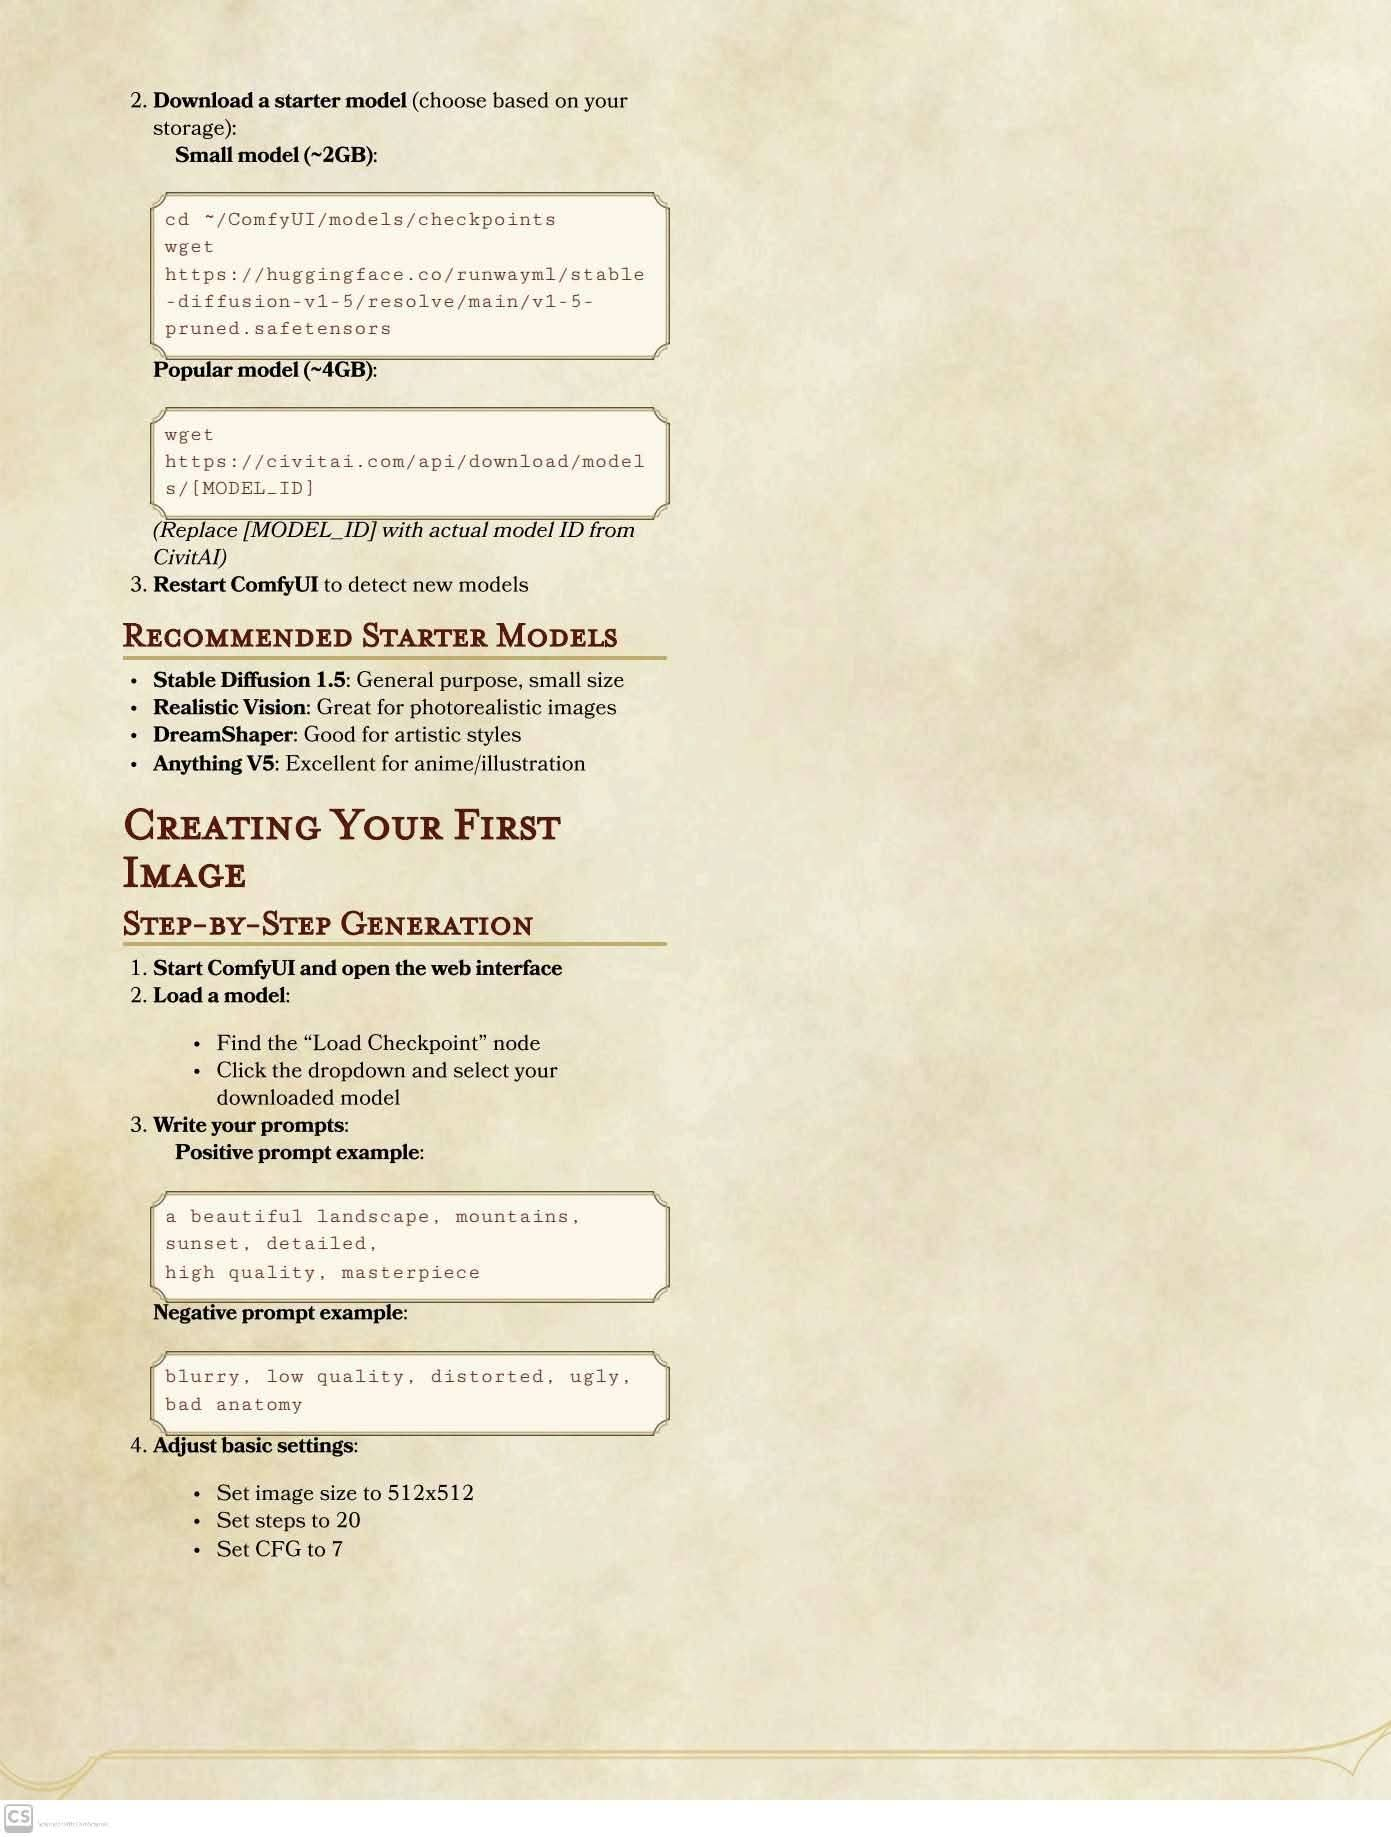 2. Download a starter model (choose based on your
storage):
Small model (~2GB):
cd ~/ComfyUI/models/checkpoints
wget
https://huggingface.co/runwayml/stable
-diffusion-v1-5/resolve/main/v1-5-
pruned.safetensors
Popular model (~4GB):
wget
https://civitai.com/api/download/model
s/[MODEL_ID]
(Replace [MODEL_ID] with actual model ID from
CivitAI)
3. Restart ComfyUI to detect new models
Recommended Starter Models
• Stable Diffusion 1.5: General purpose, small size
• Realistic Vision: Great for photorealistic images
• DreamShaper: Good for artistic styles
• Anything V5: Excellent for anime/illustration
Creating Your First
Image
Step-by-Step Generation
1. Start ComfyUI and open the web interface
2. Load a model:
• Find the “Load Checkpoint” node
• Click the dropdown and select your
downloaded model
3. Write your prompts:
Positive prompt example:
a beautiful landscape, mountains,
sunset, detailed,
high quality, masterpiece
Negative prompt example:
blurry, low quality, distorted, ugly,
bad anatomy
4. Adjust basic settings:
• Set image size to 512x512
• Set steps to 20
• Set CFG to 7
CS